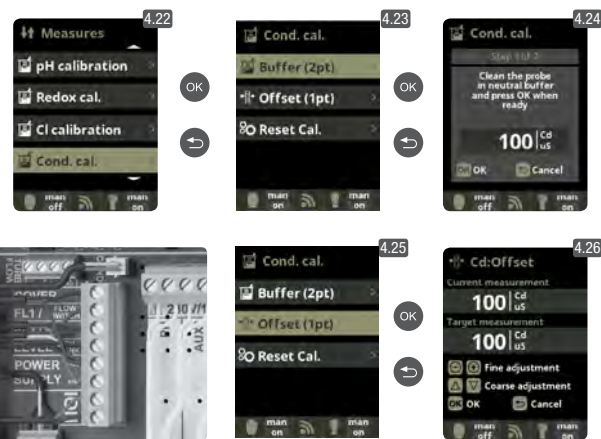 4.22
Measures
pH calibration
Redox cal.
Cl calibration
Cond. cal.
man off
man on
OK
4.23
Cond. cal.
Buffer (2pt)
Offset (1pt)
Reset Cal.
man on
man on
OK
4.24
Cond. cal.
Step 1 of 7
Clean the probe
in neutral buffer
and press OK when
ready
100 Cd uS
OK OK
Cancel
man off
man on
FL1 /
FLOW
SWITCH
LEVEL
POWER
SUPPLY
AUX
4.25
Cond. cal.
Buffer (2pt)
Offset (1pt)
Reset Cal.
man on
man on
OK
4.26
Cd:Offset
Current measurement
100 Cd uS
Target measurement
100 Cd uS
Fine adjustment
Coarse adjustment
OK OK
Cancel
man off
man on